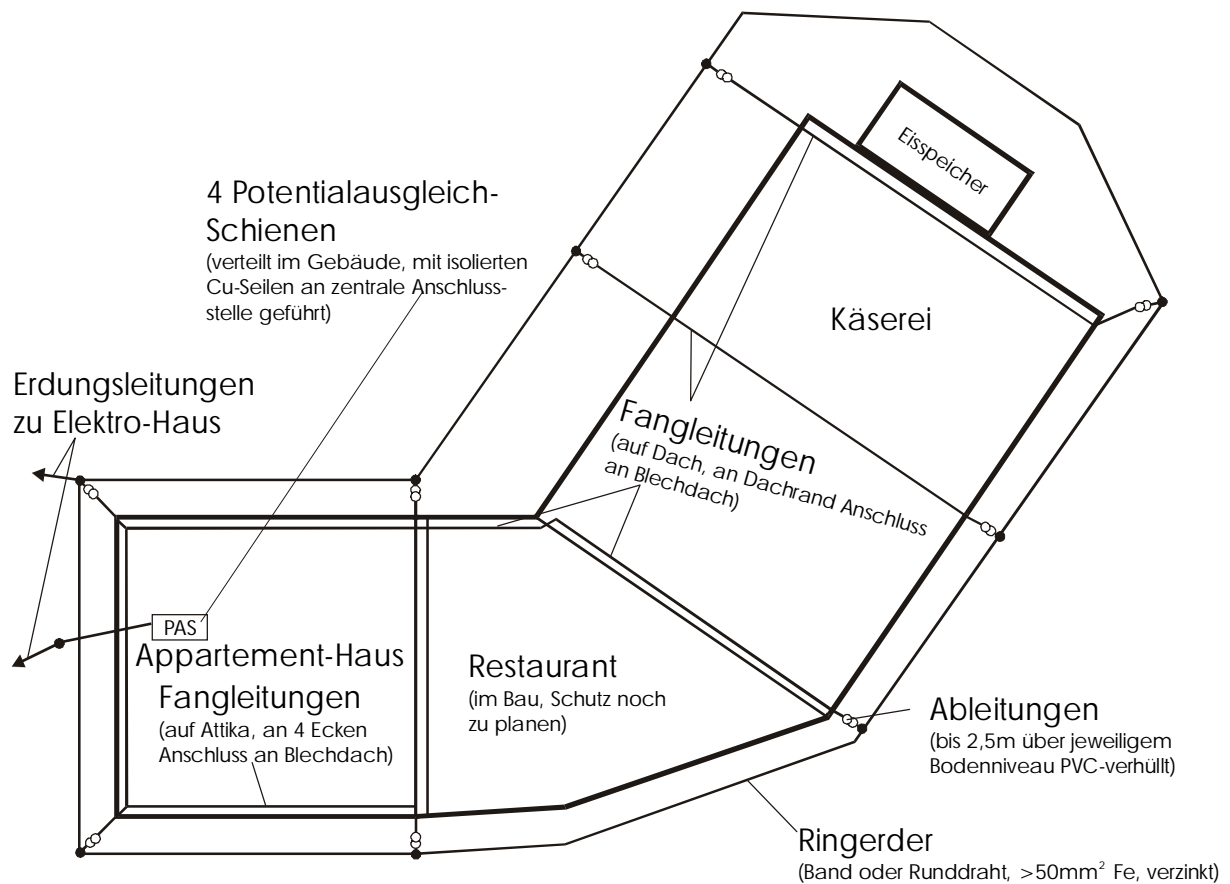 Eisspeicher
4 Potentialausgleich-
Schienen
(verteilt im Gebäude, mit isolierten
Cu-Seilen an zentrale Anschluss-
stelle geführt)
Käserei
Erdungsleitungen
zu Elektro-Haus
Fangleitungen
(auf Dach, an Dachrand Anschluss
an Blechdach)
PAS
Appartement-Haus
Fangleitungen
(auf Attika, an 4 Ecken
Anschluss an Blechdach)
Restaurant
(im Bau, Schutz noch
zu planen)
Ableitungen
(bis 2,5m über jeweiligem
Bodenniveau PVC-verhüllt)
Ringerder
(Band oder Runddraht, >50mm² Fe, verzinkt)